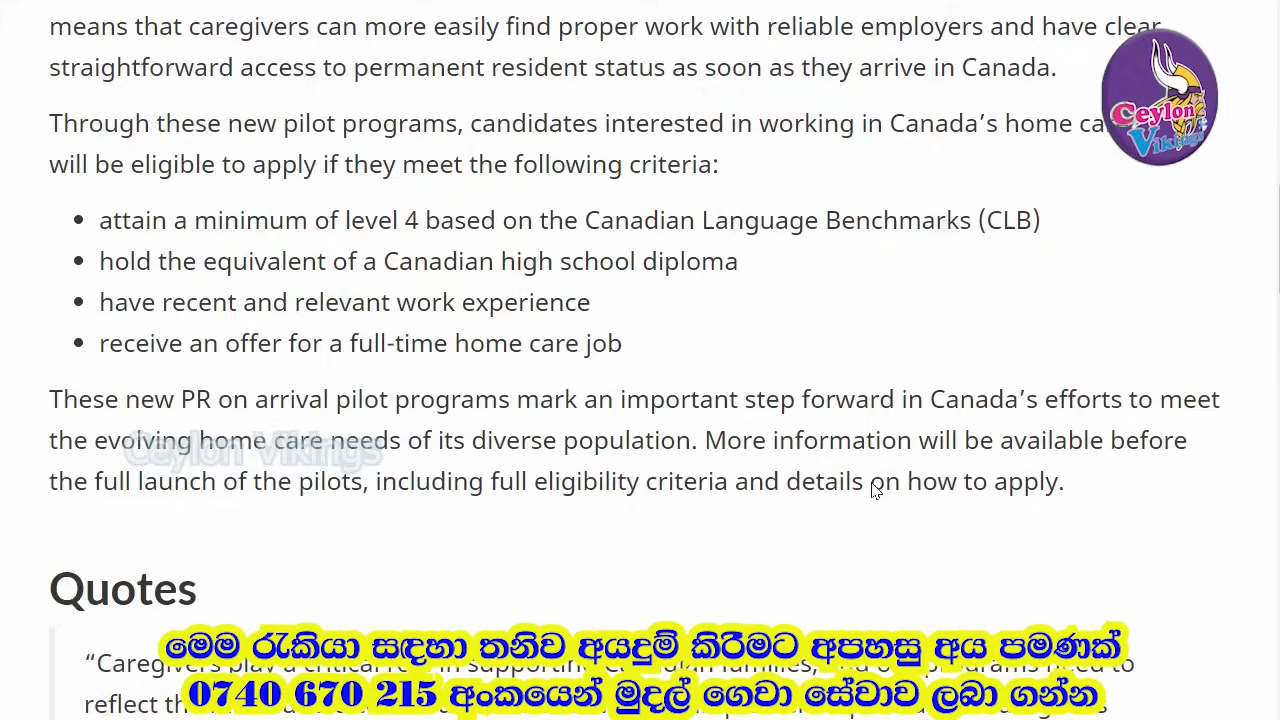 means that caregivers can more easily find proper work with reliable employers and have clear
straightforward access to permanent resident status as soon as they arrive in Canada.
Through these new pilot programs, candidates interested in working in Canada’s home ca
will be eligible to apply if they meet the following criteria:
• attain a minimum of level 4 based on the Canadian Language Benchmarks (CLB)
• hold the equivalent of a Canadian high school diploma
• have recent and relevant work experience
• receive an offer for a full-time home care job
These new PR on arrival pilot programs mark an important step forward in Canada’s efforts to meet
the evolving home care needs of its diverse population. More information will be available before
the full launch of the pilots, including full eligibility criteria and details on how to apply.
Ceylon Vikings
Ceylon
Vikings
Quotes
“Caregivers play a critical
to
reflect
මෙම රැකියා සඳහා තනිව අයදුම් කිරීමට අපහසු අය පමණක්
0740 670 215 අංකයෙන් මුදල් ගෙවා සේවාව ලබා ගන්න